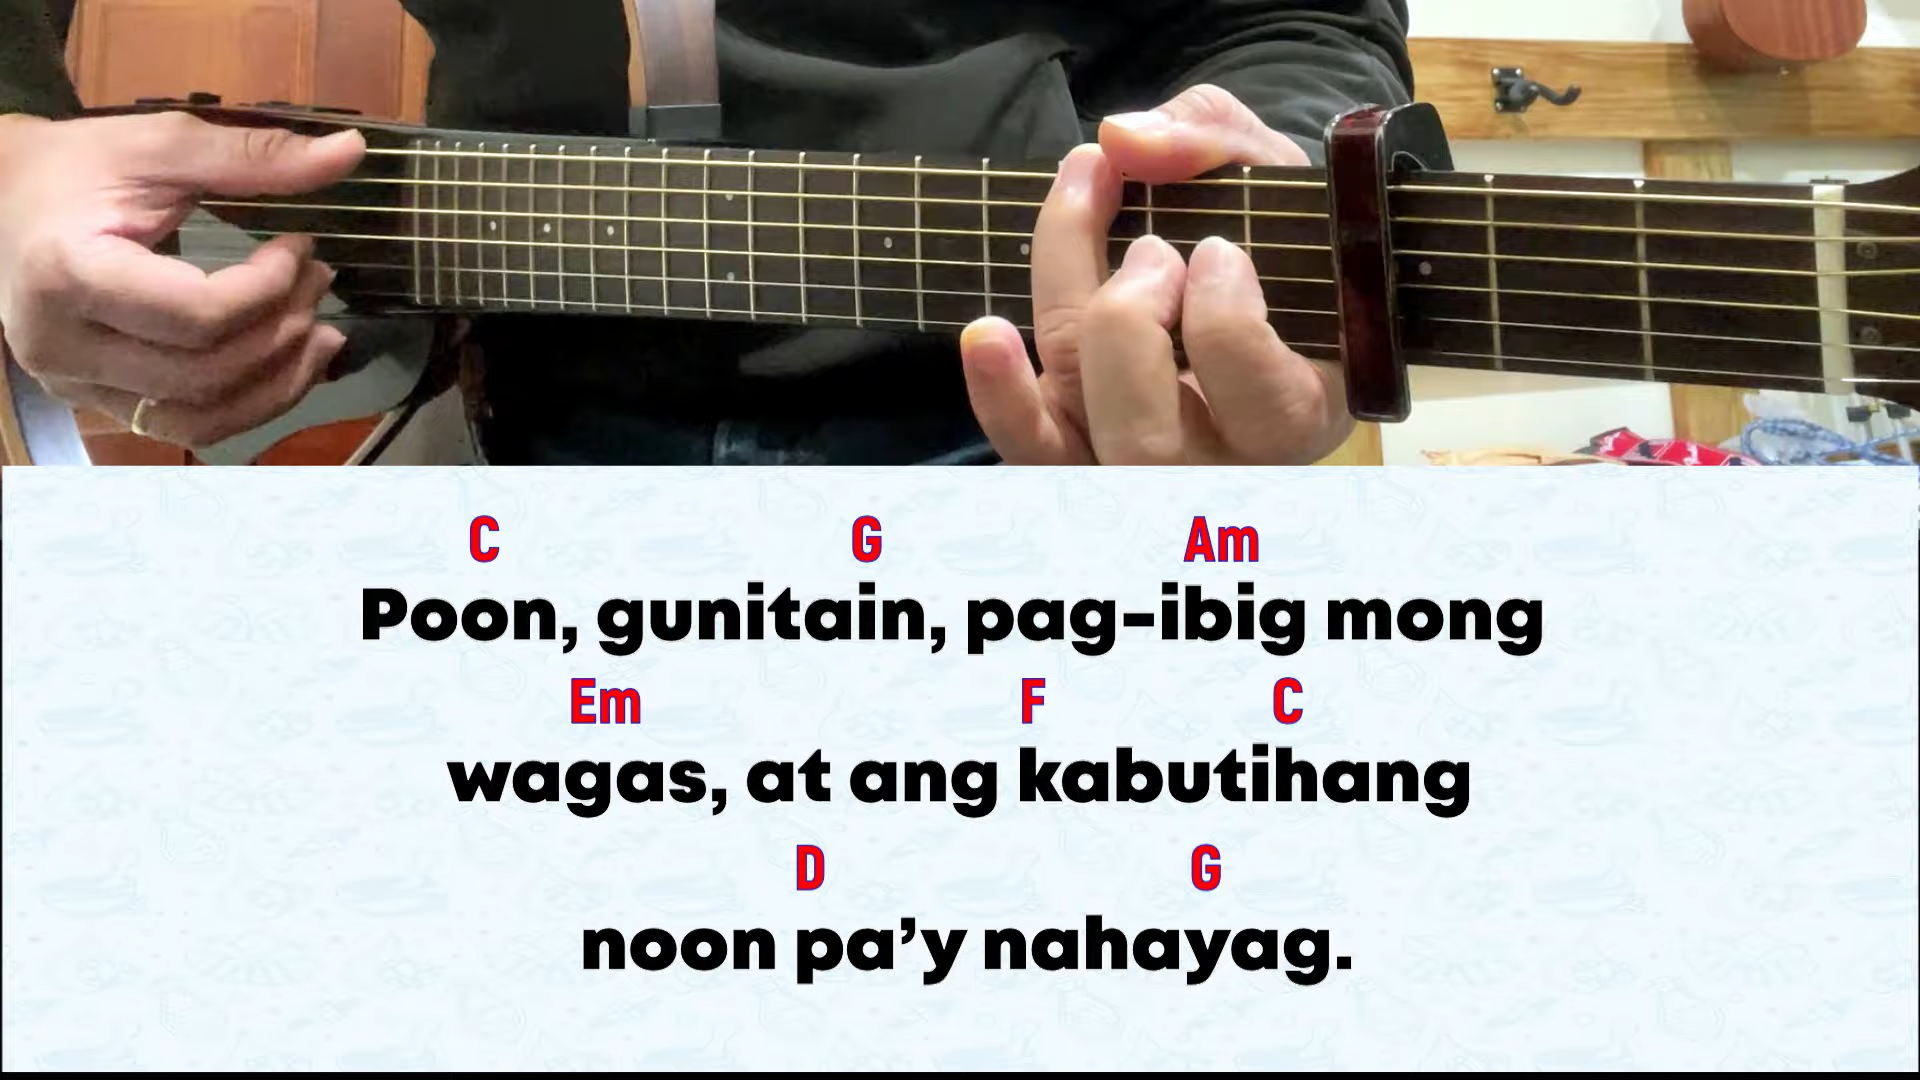 C G Am
Poon, gunitain, pag-ibig mong
Em F C
wagas, at ang kabutihang
D G
noon pa’y nahayag.